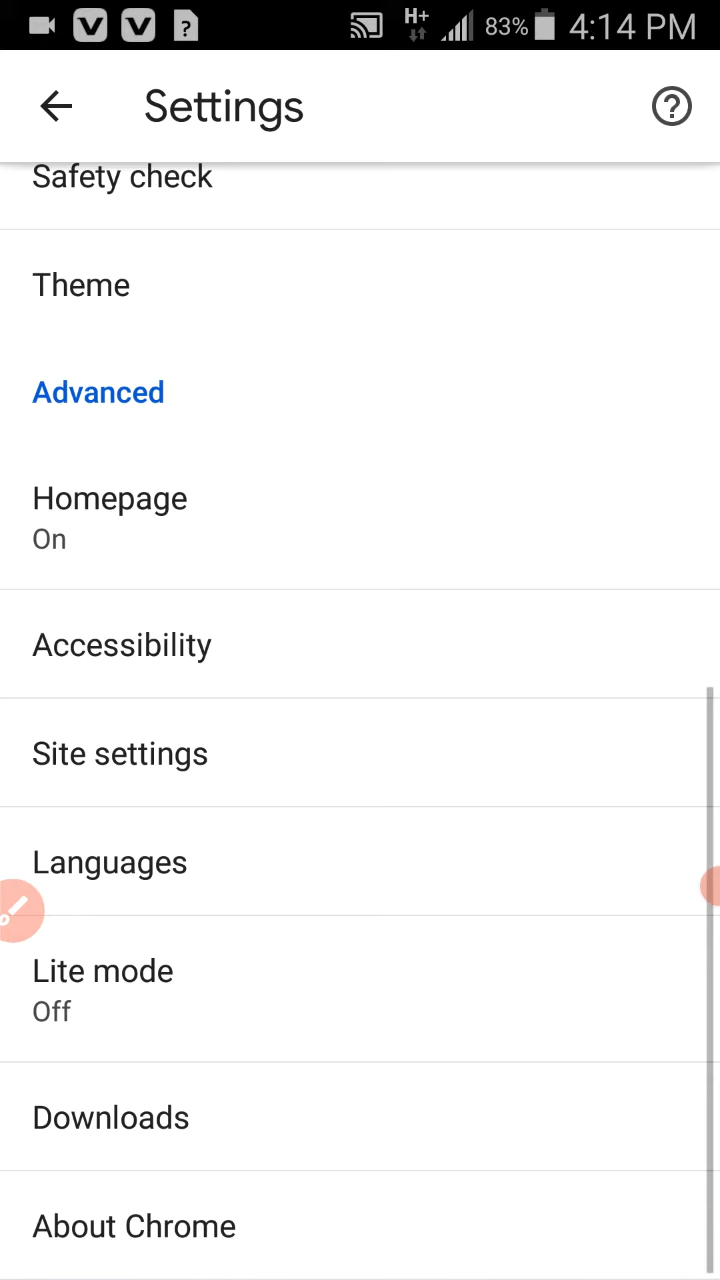 H+ 83% 4:14 PM
Settings
Safety check
Theme
Advanced
Homepage
On
Accessibility
Site settings
Languages
Lite mode
Off
Downloads
About Chrome